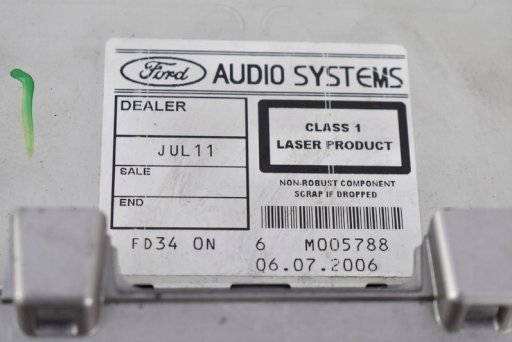 Ford AUDIO SYSTEMS
DEALER
JUL11
SALE
END
CLASS 1
LASER PRODUCT
NON-ROBUST COMPONENT
SCRAP IF DROPPED
FD34 0N 6 M005788
06.07.2006